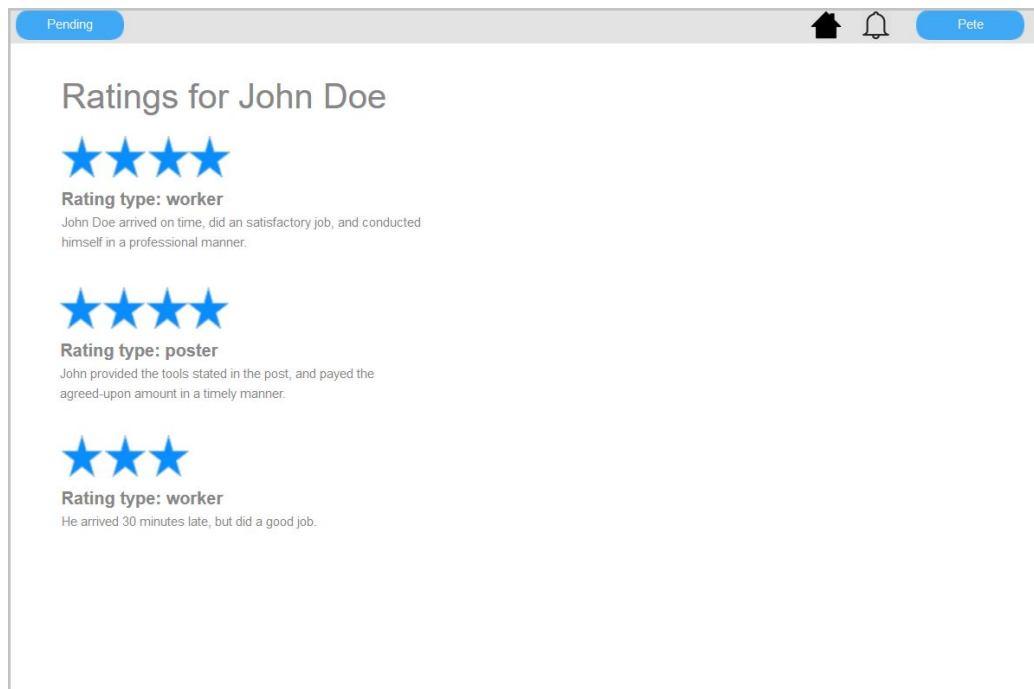 Pending
Pete
Ratings for John Doe
Rating type: worker
John Doe arrived on time, did an satisfactory job, and conducted
himself in a professional manner.
Rating type: poster
John provided the tools stated in the post, and payed the
agreed-upon amount in a timely manner.
Rating type: worker
He arrived 30 minutes late, but did a good job.